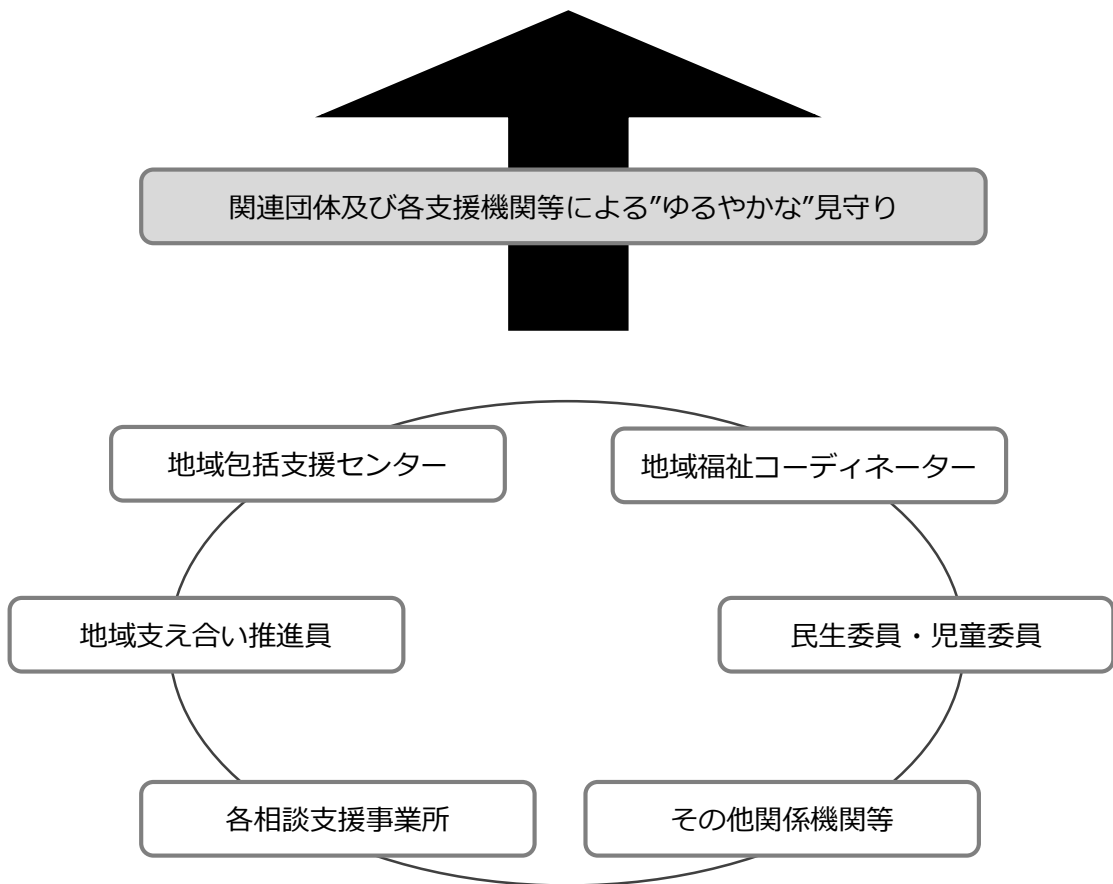 関連団体及び各支援機関等による”ゆるやかな”見守り
地域包括支援センター
地域福祉コーディネーター
地域支え合い推進員
民生委員・児童委員
各相談支援事業所
その他関係機関等